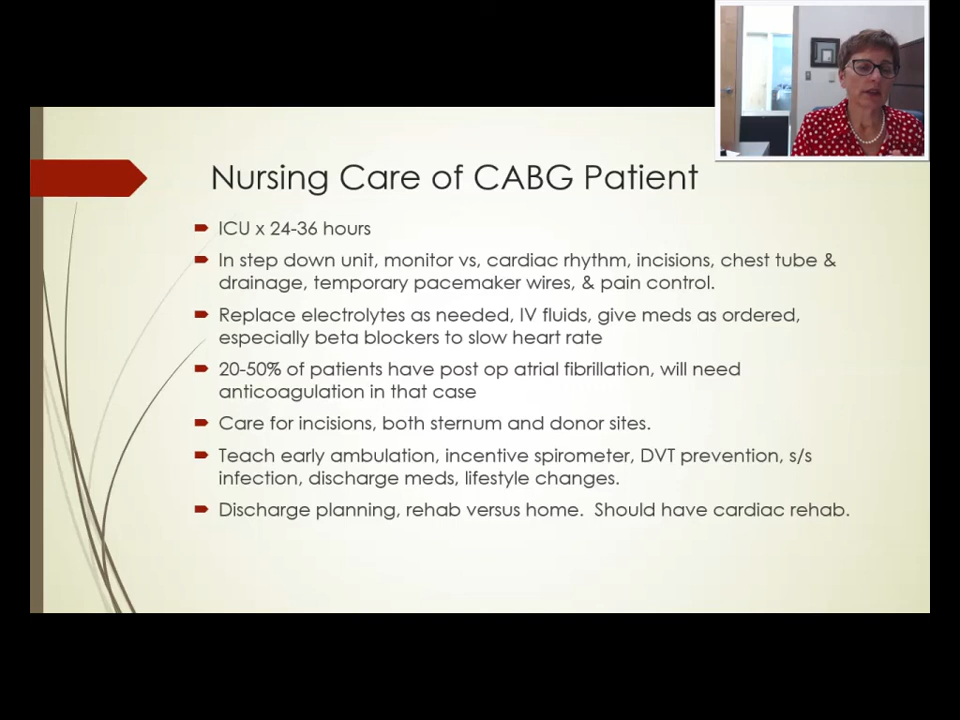 Nursing Care of CABG Patient
ICU x 24-36 hours
In step down unit, monitor vs, cardiac rhythm, incisions, chest tube &
drainage, temporary pacemaker wires, & pain control.
Replace electrolytes as needed, IV fluids, give meds as ordered,
especially beta blockers to slow heart rate
20-50% of patients have post op atrial fibrillation, will need
anticoagulation in that case
Care for incisions, both sternum and donor sites.
Teach early ambulation, incentive spirometer, DVT prevention, s/s
infection, discharge meds, lifestyle changes.
Discharge planning, rehab versus home.  Should have cardiac rehab.